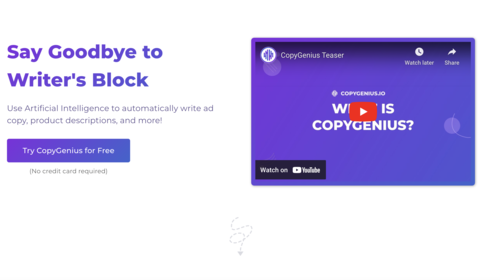 Say Goodbye to
Writer's Block
Use Artificial Intelligence to automatically write ad
copy, product descriptions, and more!
Try CopyGenius for Free
(No credit card required)
CopyGenius Teaser
Watch later
Share
COPYGENIUS.IO
IS
COPYGENIUS?
Watch on YouTube